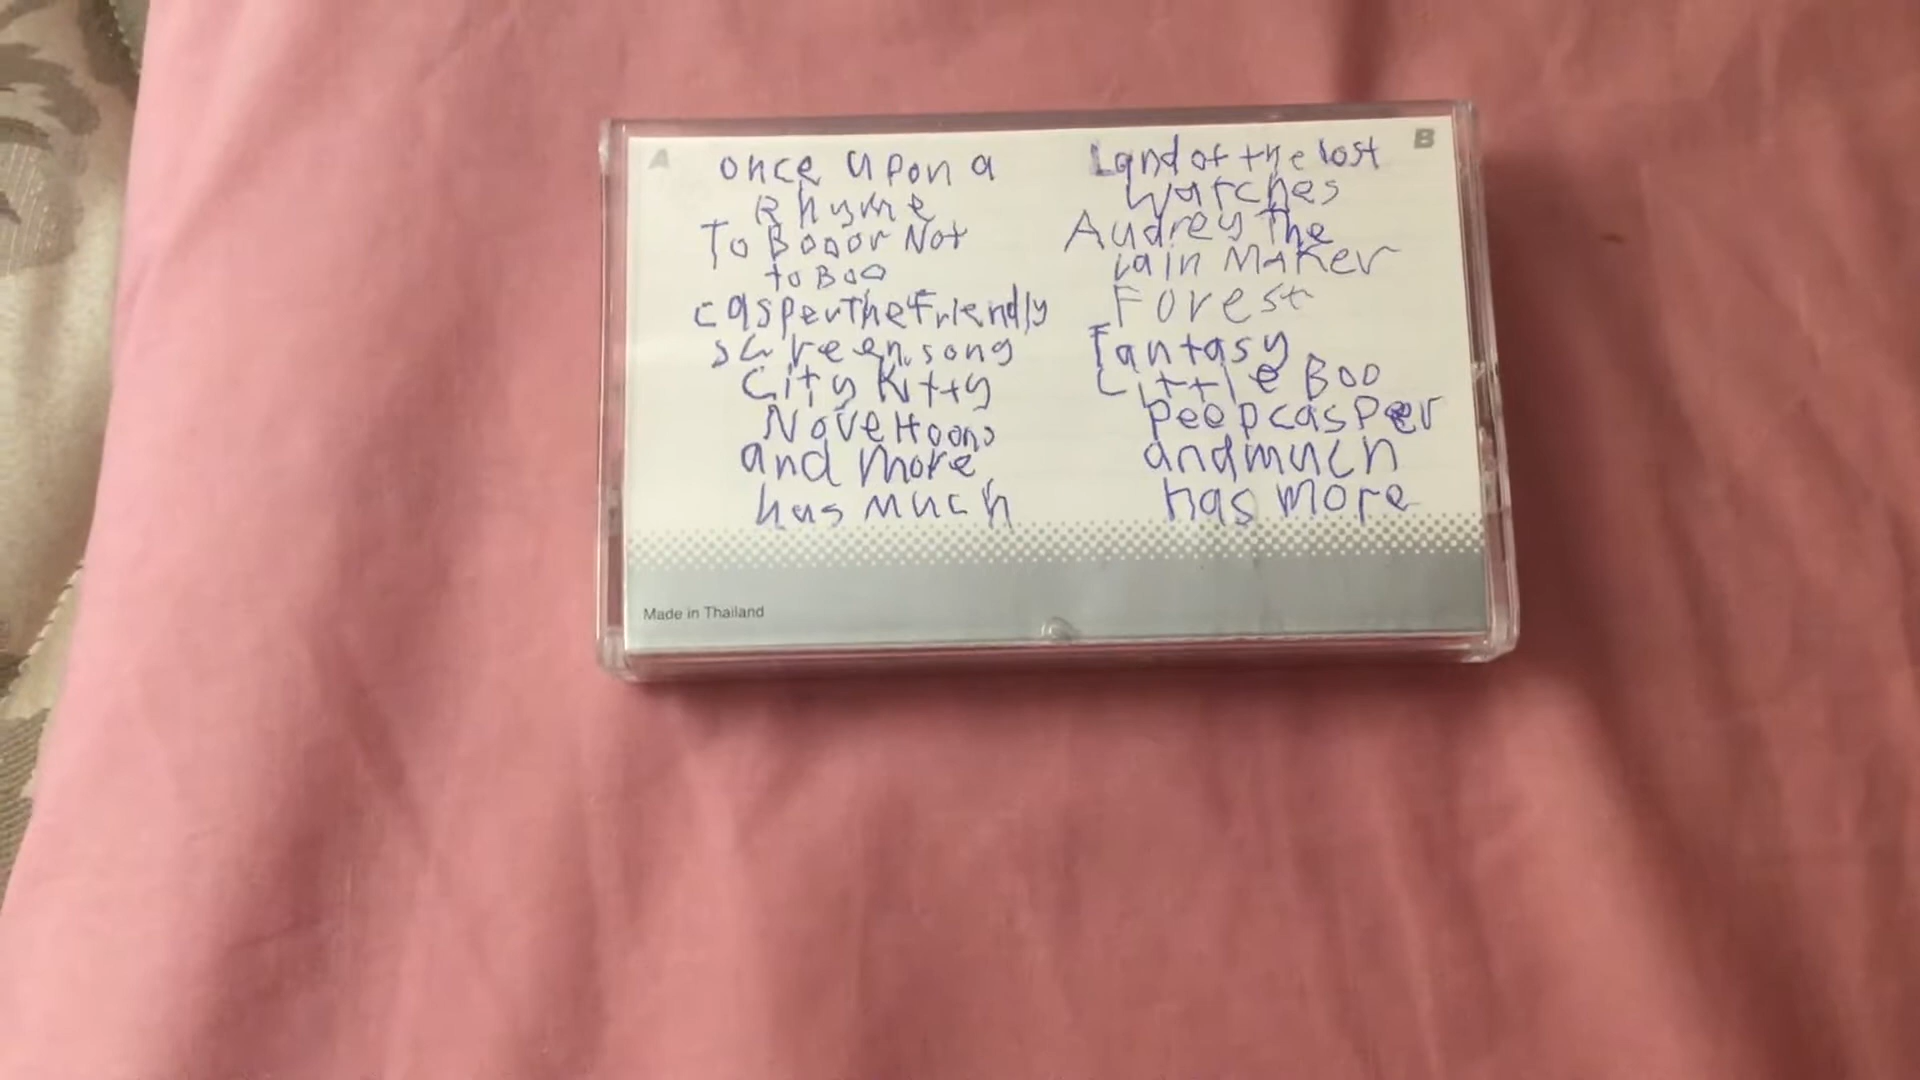 A
once upon a
Rhyme
To Boo or Not
to Boo
casper The Friendly
screen song
City Kitty
Noveltoons
and more
has much
B
Land of the lost
Watches
Audrey The
rain Maker
Forest
Fantasy
Little Boo
peep casper
and much
has more
Made in Thailand